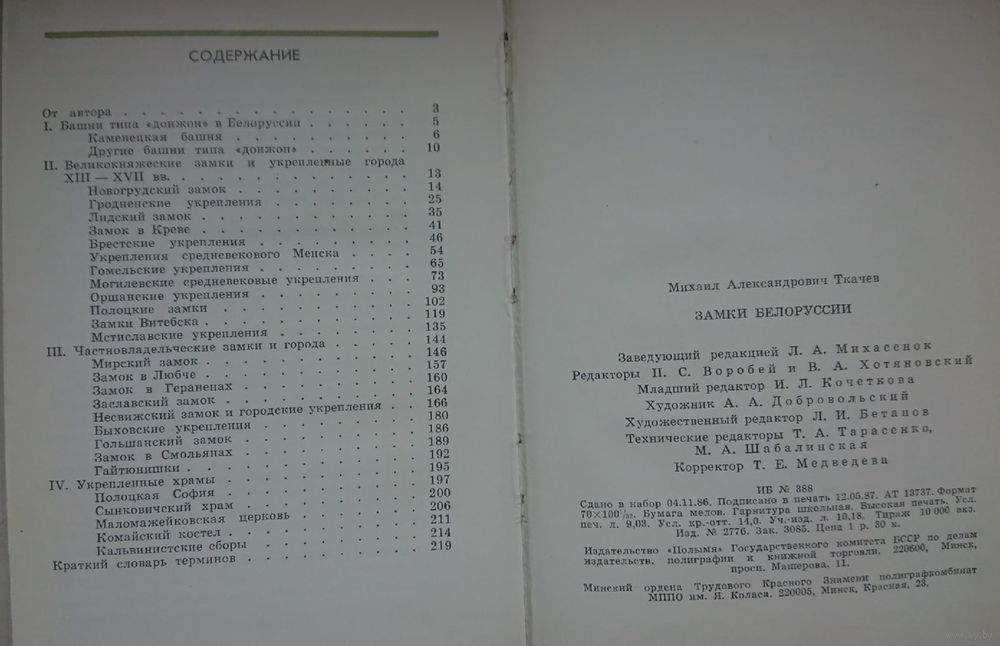 СОДЕРЖАНИЕ
От автора . . . . . . . . . . . . . . . 3
I. Башни типа «донжон» в Белоруссии . . . . . . 5
Каменецкая башня . . . . . . . . . . 6
Другие башни типа «донжон» . . . . . . 10
II. Великокняжеские замки и укрепленные города
XIII — XVII вв. . . . . . . . . . . . . 13
Новогрудский замок . . . . . . . . . . 14
Гродненские укрепления . . . . . . . . 25
Лидский замок . . . . . . . . . . . . 35
Замок в Креве . . . . . . . . . . . . 41
Брестские укрепления . . . . . . . . . 46
Укрепления средневекового Менска . . . . 54
Гомельские укрепления . . . . . . . . . 65
Могилевские средневековые укрепления . . . 73
Оршанские укрепления . . . . . . . . . 93
Полоцкие замки . . . . . . . . . . . 102
Замки Витебска . . . . . . . . . . . . 119
Мстиславские укрепления . . . . . . . . 135
III. Частновладельческие замки и города . . . . . 144
Мирский замок . . . . . . . . . . . . 146
Замок в Любче . . . . . . . . . . . . 157
Замок в Геранепах . . . . . . . . . . 160
Заславский замок . . . . . . . . . . . 164
Несвижский замок и городские укрепления . . 166
Быховские укрепления . . . . . . . . . 180
Гольшанский замок . . . . . . . . . . 186
Замок в Смольянах . . . . . . . . . . 189
Гайтюнишки . . . . . . . . . . . . . 192
IV. Укрепленные храмы . . . . . . . . . . . 195
Полоцкая София . . . . . . . . . . . 197
Сынковичский храм . . . . . . . . . . 200
Маломажейковская церковь . . . . . . . 206
Комайский костел . . . . . . . . . . . 211
Кальвинистские сборы . . . . . . . . . 214
Краткий словарь терминов . . . . . . . . . . 219
Михаил Александрович Ткачев
ЗАМКИ БЕЛОРУССИИ
Заведующий редакцией Л. А. Михасенок
Редакторы П. С. Воробей и В. А. Хотяновский
Младший редактор И. Л. Кочеткова
Художник А. А. Добровольский
Художественный редактор Л. И. Бетанов
Технические редакторы Т. А. Тарасенко,
М. А. Шабалинская
Корректор Т. Е. Медведева
ИБ № 388
Сдано в набор 04.11.86. Подписано в печать 12.05.87. АТ 13737. Формат
70×100 1/32. Бумага мелов. Гарнитура школьная. Высокая печать. Усл.
печ. л. 9,03. Усл. кр.-отт. 14,0. Уч.-изд. л. 10,18. Тираж 10 000 экз.
Изд. № 2776. Зак. 3085. Цена 1 р. 80 к.
Издательство «Полымя» Государственного комитета БССР по делам
издательств, полиграфии и книжной торговли. 220600, Минск,
просп. Машерова, 11.
Минский ордена Трудового Красного Знамени полиграфкомбинат
МППО им. Я. Коласа. 220005, Минск, Красная, 23.